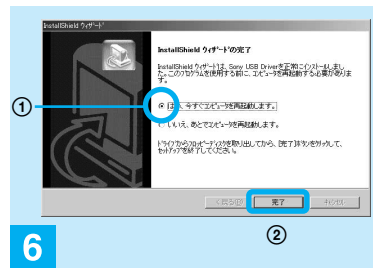 InstallShield ウィザード
InstallShield ウィザードの完了
InstallShield ウィザードは、Sony USB Driverを正常にインストールしまし
た。このプログラムを使用する前に、コンピュータを再起動する必要がありま
す。
①
はい、今すぐコンピュータを再起動します。
いいえ、あとでコンピュータを再起動します。
ドライブからフロッピーディスクを取り出してから、[完了]ボタンをクリックして、
セットアップを終了してください。
< 戻る(B) 完了 キャンセル
②
6